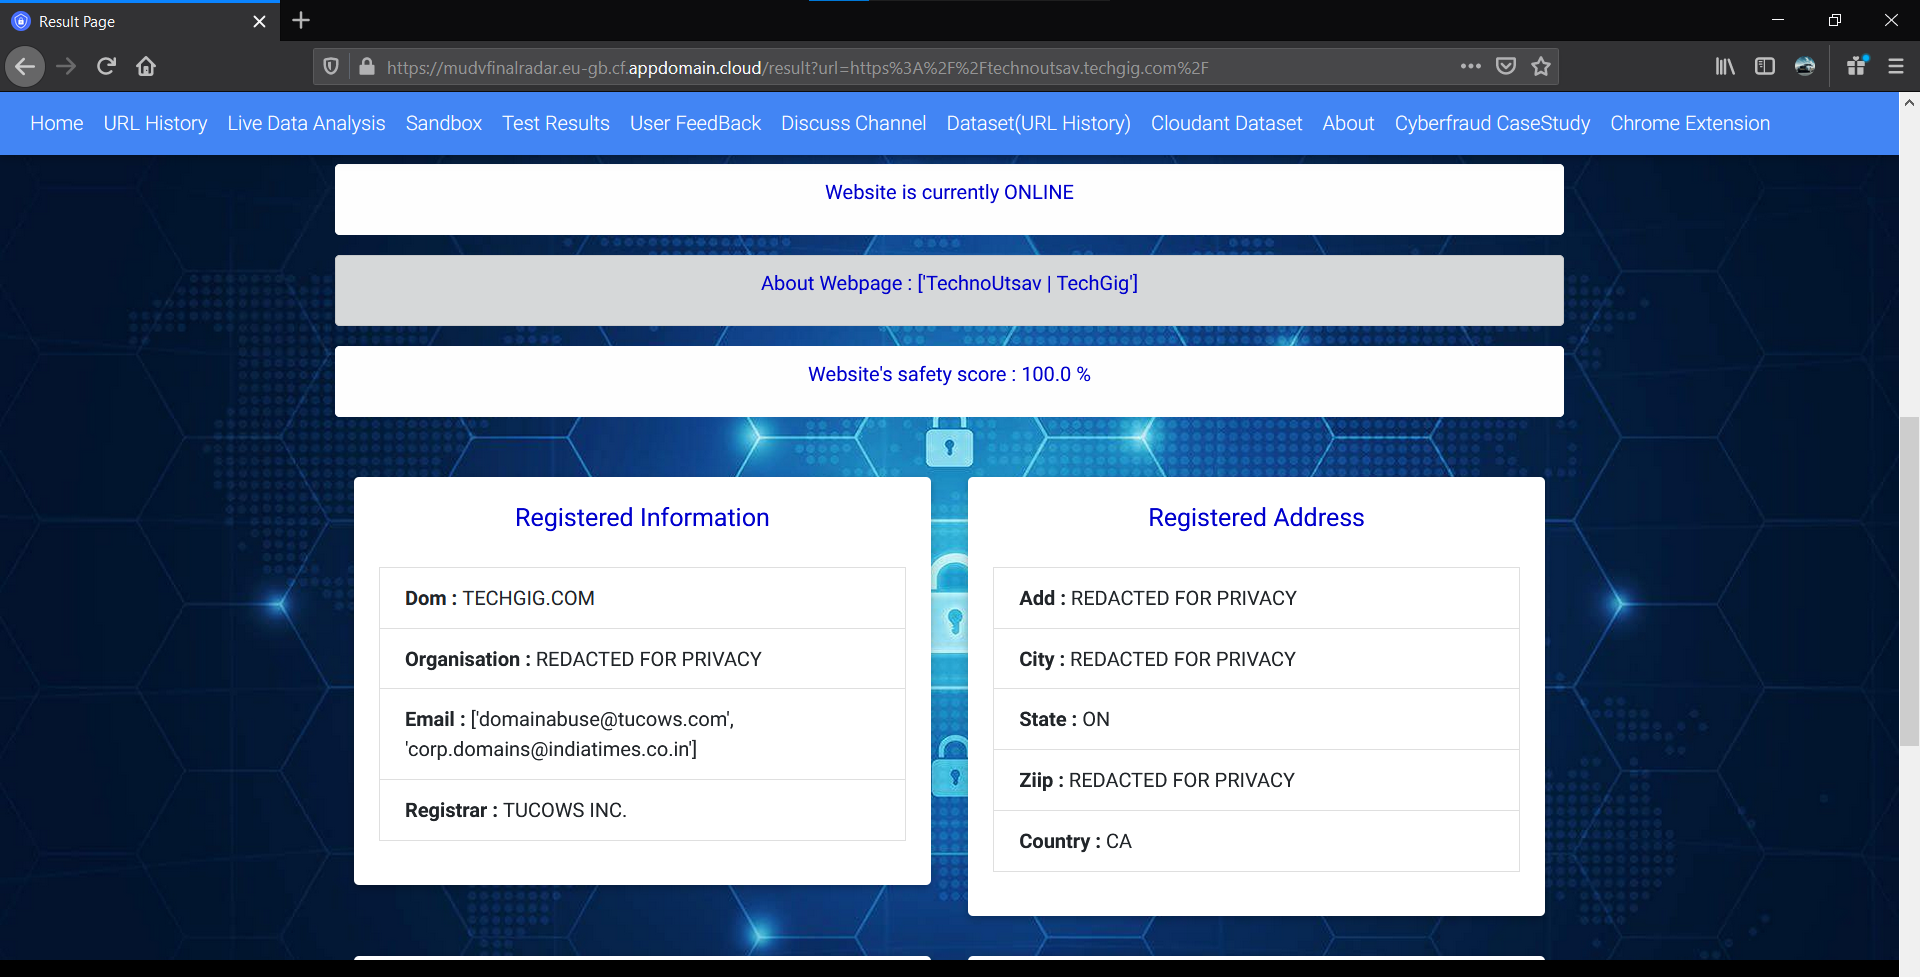 Result Page
https://mudvfinalradar.eu-gb.cf.appdomain.cloud/result?url=https%3A%2F%2Ftechnoutsav.techgig.com%2F
Home URL History Live Data Analysis Sandbox Test Results User FeedBack Discuss Channel Dataset(URL History) Cloudant Dataset About Cyberfraud CaseStudy Chrome Extension
Website is currently ONLINE
About Webpage : ['TechnoUtsav | TechGig']
Website's safety score : 100.0 %
Registered Information
Dom : TECHGIG.COM
Organisation : REDACTED FOR PRIVACY
Email : ['domainabuse@tucows.com',
'corp.domains@indiatimes.co.in']
Registrar : TUCOWS INC.
Registered Address
Add : REDACTED FOR PRIVACY
City : REDACTED FOR PRIVACY
State : ON
Ziip : REDACTED FOR PRIVACY
Country : CA